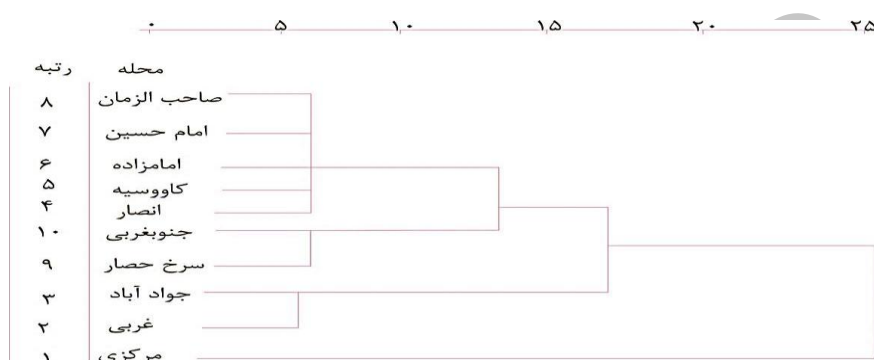 ۰ ۵ ۱۰ ۱۵ ۲۰ ۲۵
محله رتبه
صاحب الزمان ۸
امام حسین ۷
امامزاده ۶
کاووسیه ۵
انصار ۴
جنوبغربی ۱۰
سرخ حصار ۹
جواد آباد ۳
غربی ۲
مرکزی ۱